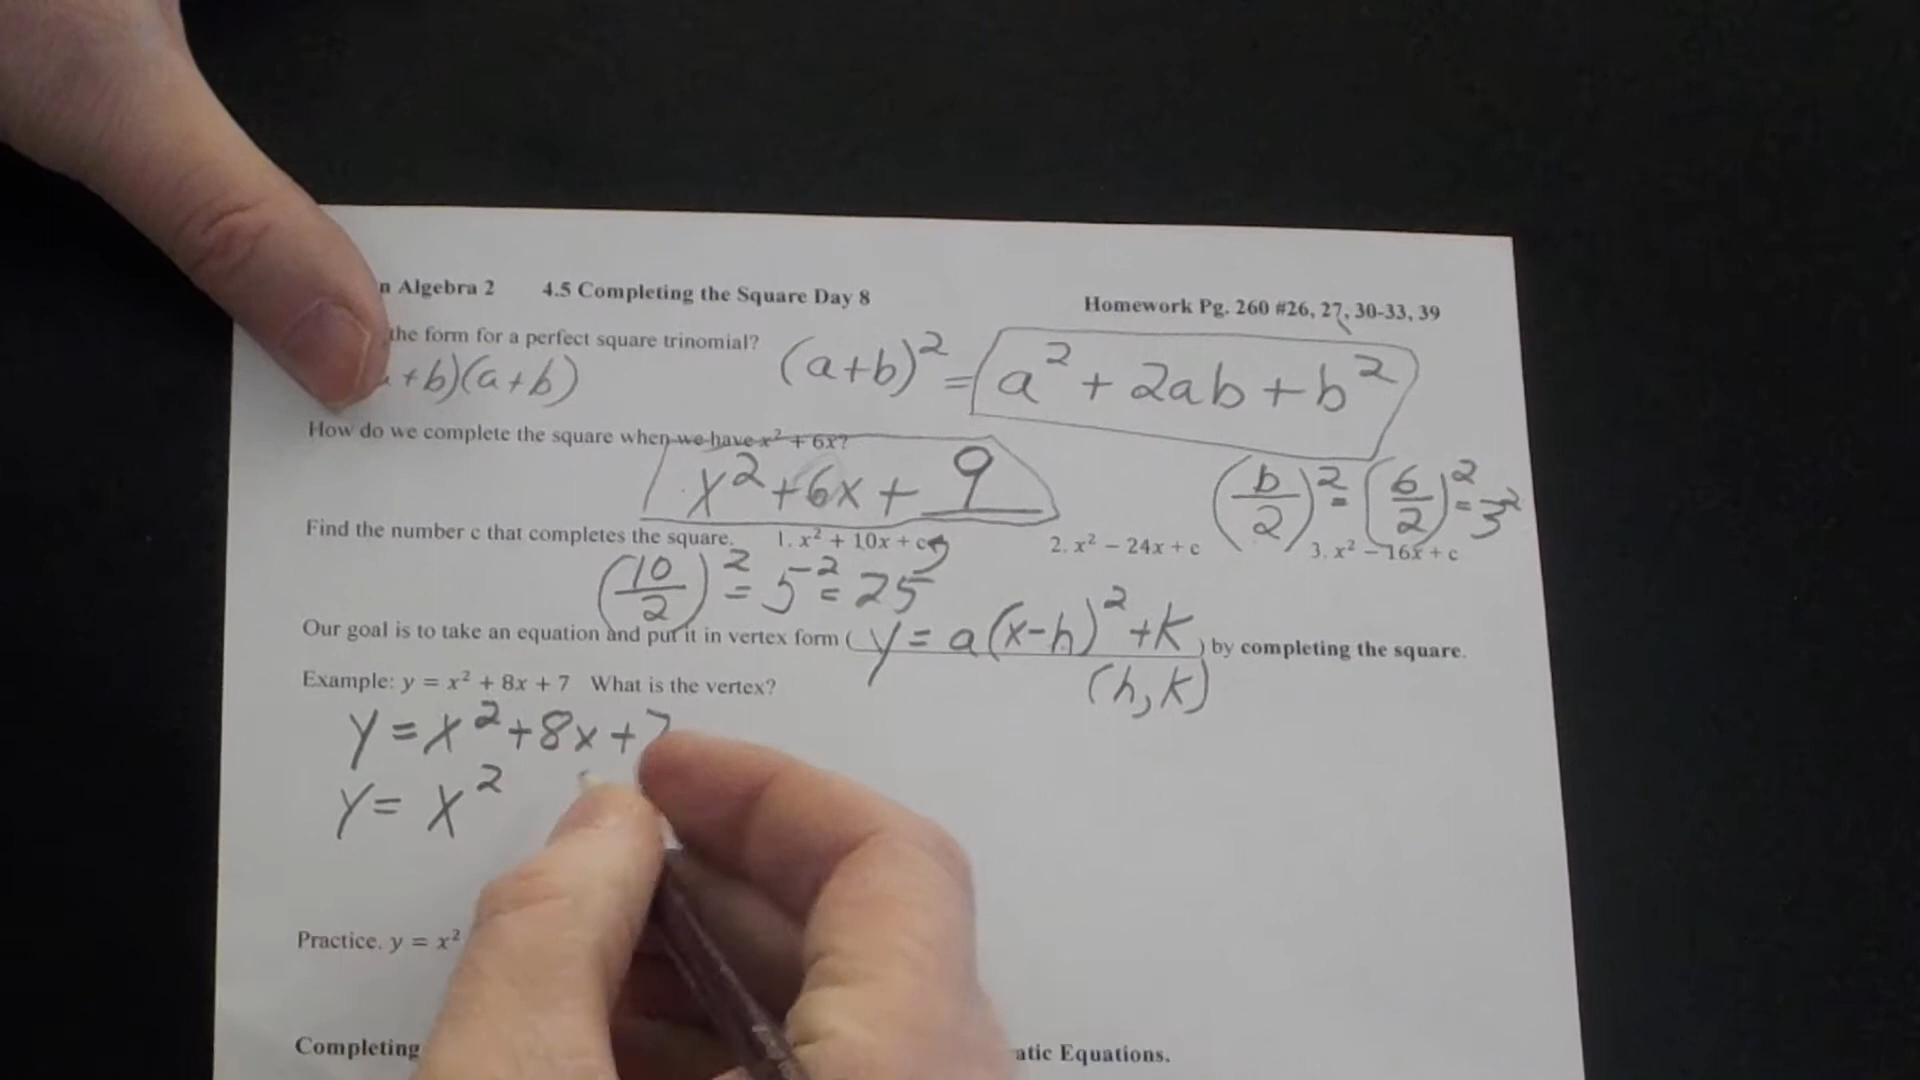 n Algebra 2 4.5 Completing the Square Day 8 Homework Pg. 260 #26, 27, 30-33, 39
the form for a perfect square trinomial? (a+b)² = a² + 2ab + b²
+b)(a+b)
How do we complete the square when we have x² + 6x?
x² + 6x + 9 (b/2)² = (6/2)² = 3²
Find the number c that completes the square. 1. x² + 10x + c 2. x² – 24x + c 3. x² – 16x + c
(10/2)² = 5² = 25
Our goal is to take an equation and put it in vertex form ( y = a(x-h)² + k ) by completing the square.
(h,k)
Example: y = x² + 8x + 7 What is the vertex?
y = x² + 8x + 7
y = x²
Practice. y = x²
Completing atic Equations.